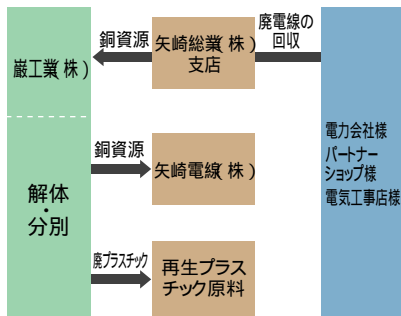 廃電線の
回収
銅資源
矢崎総業(株)
支店
巌工業(株)
電力会社様
パートナー
ショップ様
電気工事店様
銅資源
矢崎電線(株)
解体
・
分別
廃プラスチック
再生プラス
チック原料